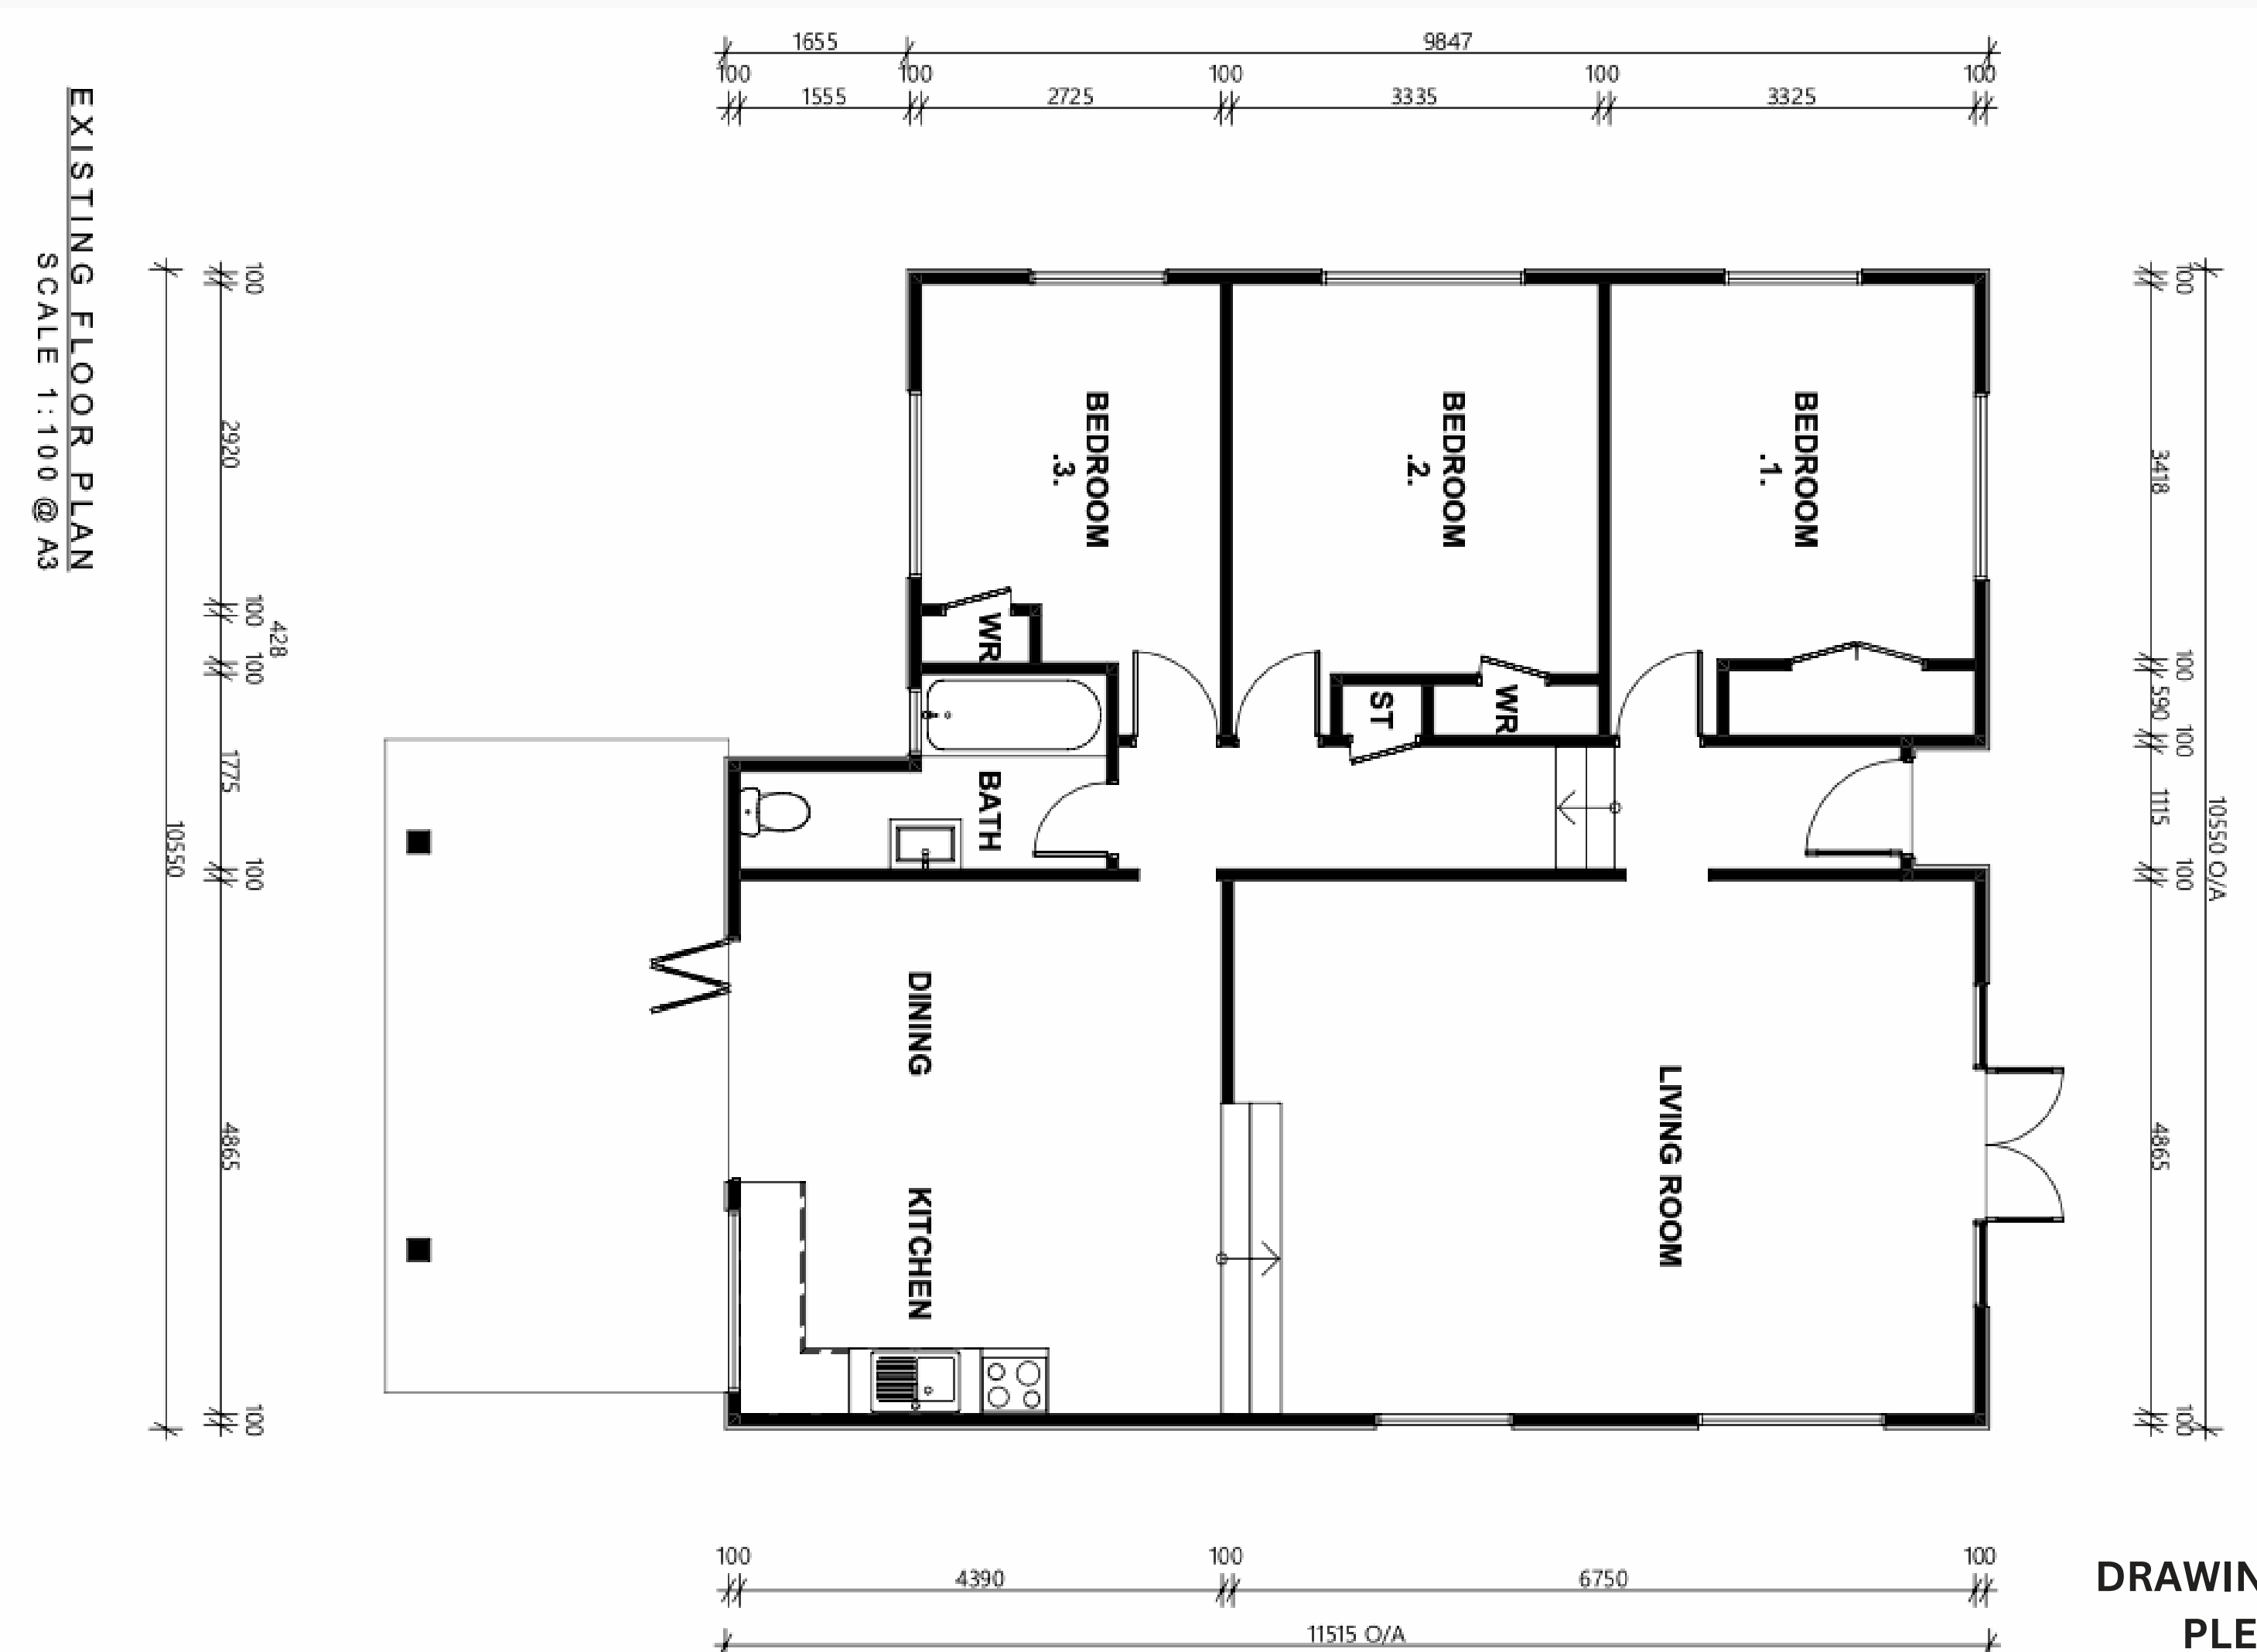 1655
9847
100
100
100
100
100
1555
2725
3335
3325
EXISTING FLOOR PLAN
SCALE 1:100 @ A3
10550
100
2920
100
428
100
1775
100
4865
100
BEDROOM
.3.
BEDROOM
.2.
BEDROOM
.1.
WR
ST
WR
BATH
DINING
KITCHEN
LIVING ROOM
100
3418
100
590
100
1115
100
4865
100
10550 O/A
100
100
100
4390
6750
11515 O/A
DRAWIN
PLE